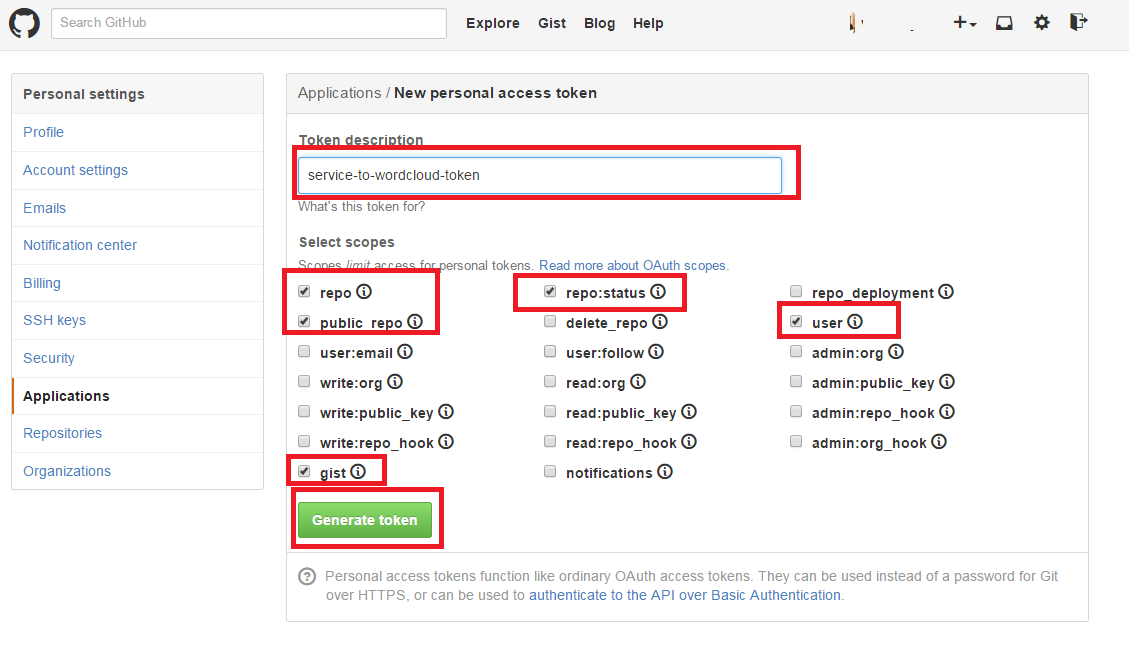 Search GitHub Explore Gist Blog Help
Personal settings
Profile
Account settings
Emails
Notification center
Billing
SSH keys
Security
Applications
Repositories
Organizations
Applications / New personal access token
Token description
service-to-wordcloud-token
What's this token for?
Select scopes
Scopes limit access for personal tokens. Read more about OAuth scopes.
repo repo:status repo_deployment
public_repo delete_repo user
user:email user:follow admin:org
write:org read:org admin:public_key
write:public_key read:public_key admin:repo_hook
write:repo_hook read:repo_hook admin:org_hook
gist notifications
Generate token
Personal access tokens function like ordinary OAuth access tokens. They can be used instead of a password for Git
over HTTPS, or can be used to authenticate to the API over Basic Authentication.